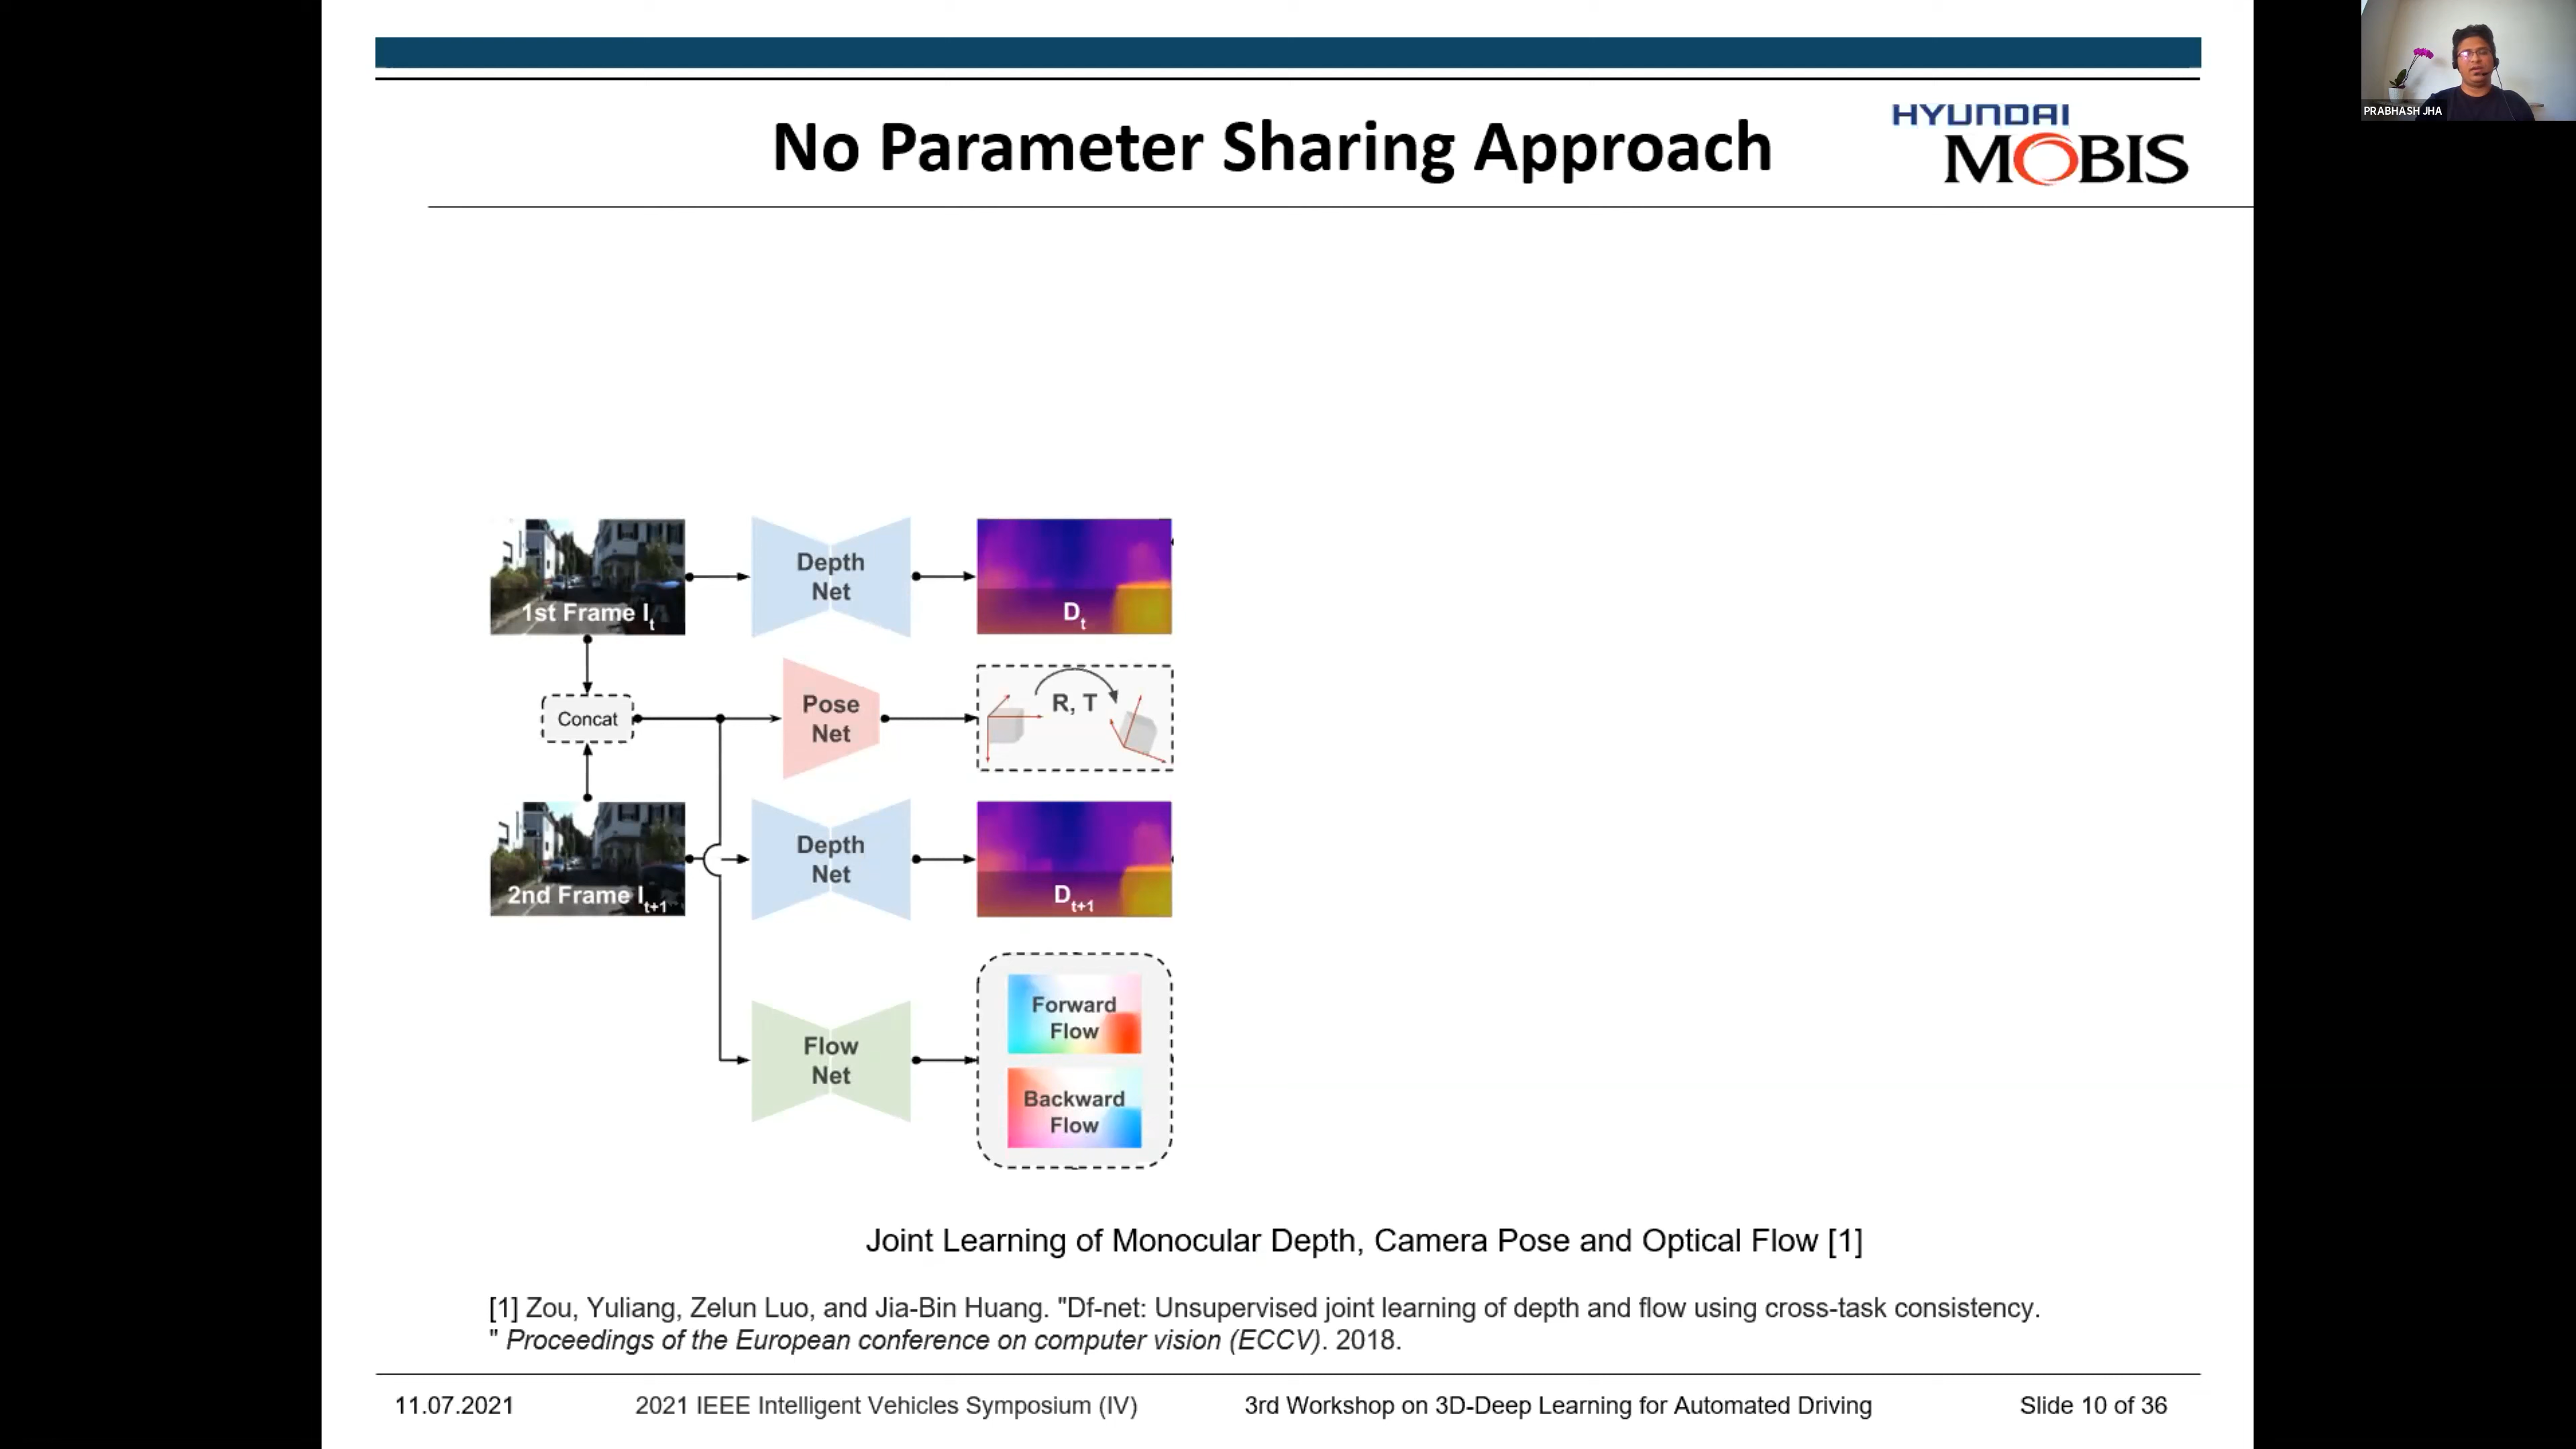 PRABHASH JHA
No Parameter Sharing Approach
HYUNDAI
MOBIS
1st Frame It
Depth
Net
Dt
Concat
Pose
Net
R, T
2nd Frame It+1
Depth
Net
Dt+1
Flow
Net
Forward
Flow
Backward
Flow
Joint Learning of Monocular Depth, Camera Pose and Optical Flow [1]
[1] Zou, Yuliang, Zelun Luo, and Jia-Bin Huang. "Df-net: Unsupervised joint learning of depth and flow using cross-task consistency.
" Proceedings of the European conference on computer vision (ECCV). 2018.
11.07.2021 2021 IEEE Intelligent Vehicles Symposium (IV) 3rd Workshop on 3D-Deep Learning for Automated Driving Slide 10 of 36